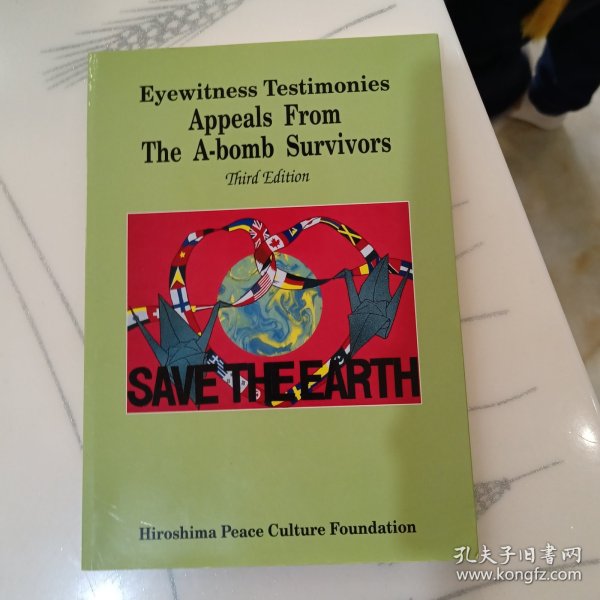 Eyewitness Testimonies
Appeals From
The A-bomb Survivors
Third Edition
SAVE THE EARTH
Hiroshima Peace Culture Foundation
孔夫子旧书网
www.kongfz.com